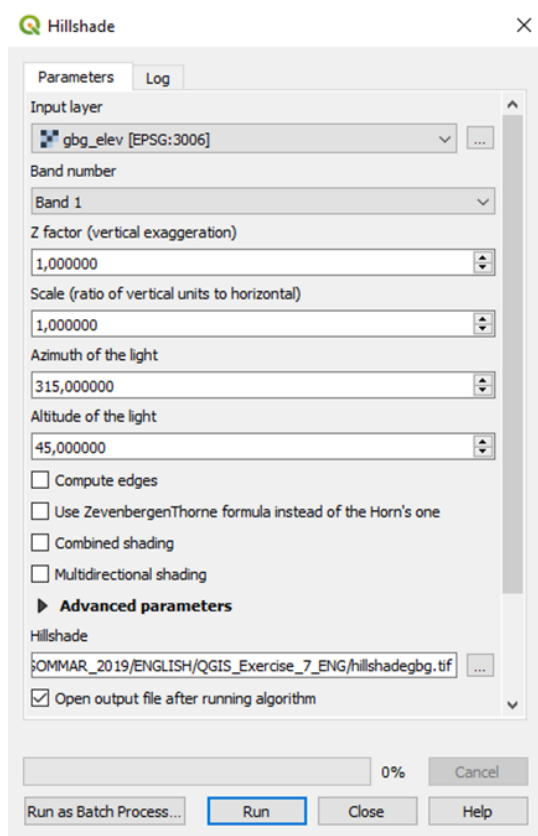 Hillshade
Parameters Log
Input layer
gbg_elev [EPSG:3006] ...
Band number
Band 1
Z factor (vertical exaggeration)
1,000000
Scale (ratio of vertical units to horizontal)
1,000000
Azimuth of the light
315,000000
Altitude of the light
45,000000
Compute edges
Use ZevenbergenThorne formula instead of the Horn's one
Combined shading
Multidirectional shading
Advanced parameters
Hillshade
SOMMAR_2019/ENGLISH/QGIS_Exercise_7_ENG/hillshadegbg.tif ...
Open output file after running algorithm
0% Cancel
Run as Batch Process... Run Close Help